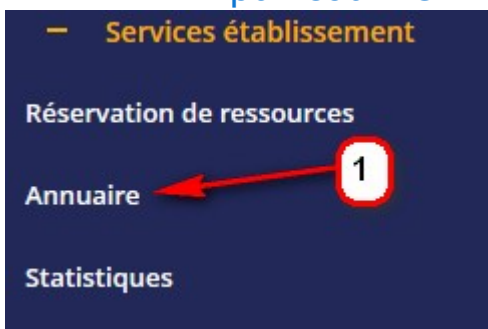 – Services établissement
Réservation de ressources
1
Annuaire
Statistiques